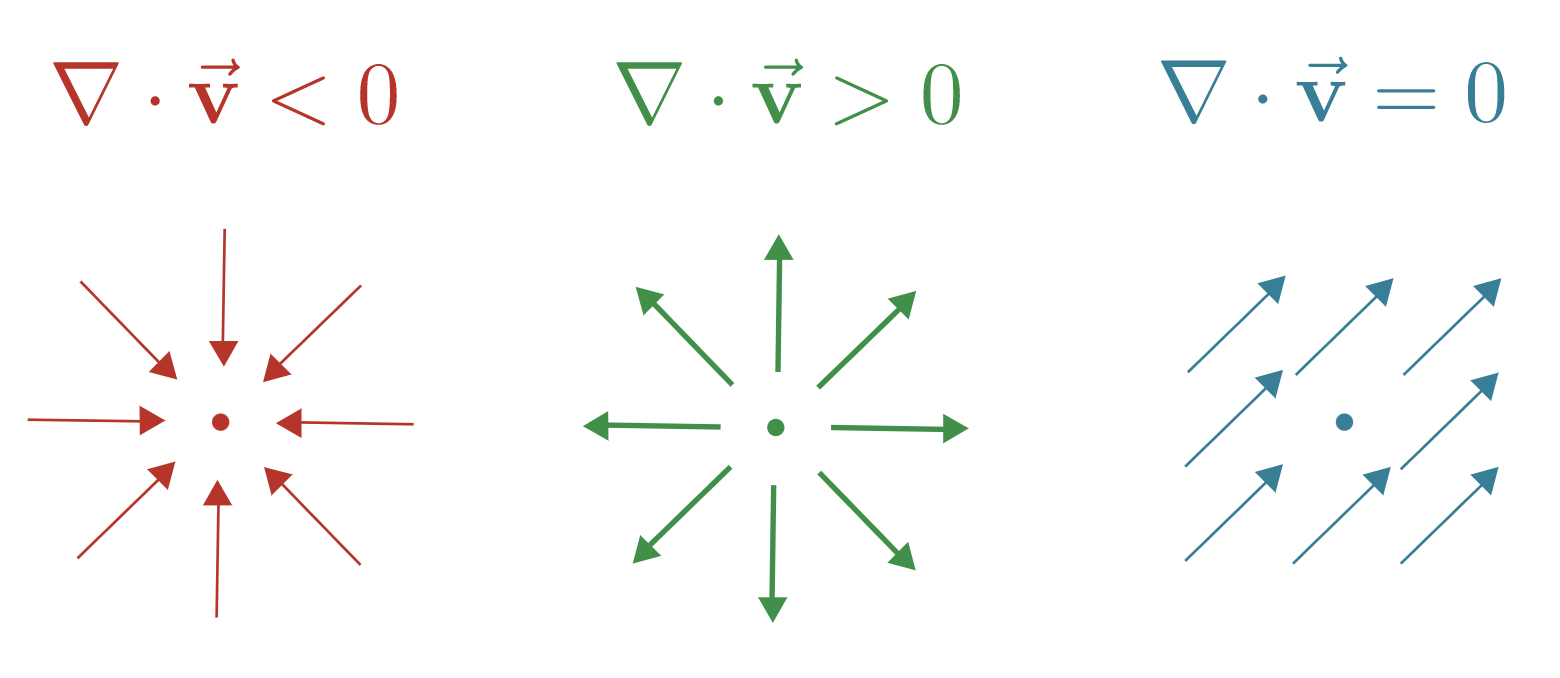 ∇ · v⃗ < 0
∇ · v⃗ > 0
∇ · v⃗ = 0